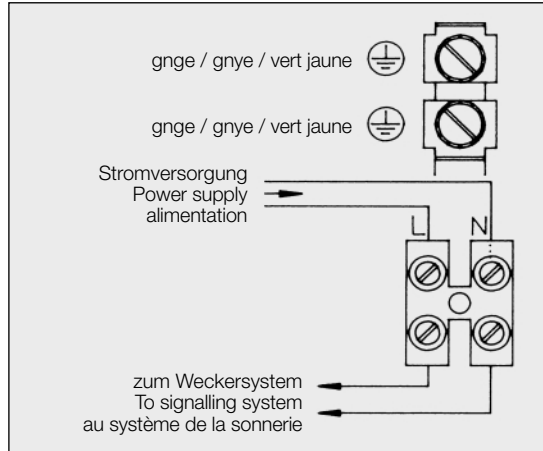 gnge / gnye / vert jaune
gnge / gnye / vert jaune
Stromversorgung
Power supply
alimentation
L N
zum Weckersystem
To signalling system
au système de la sonnerie